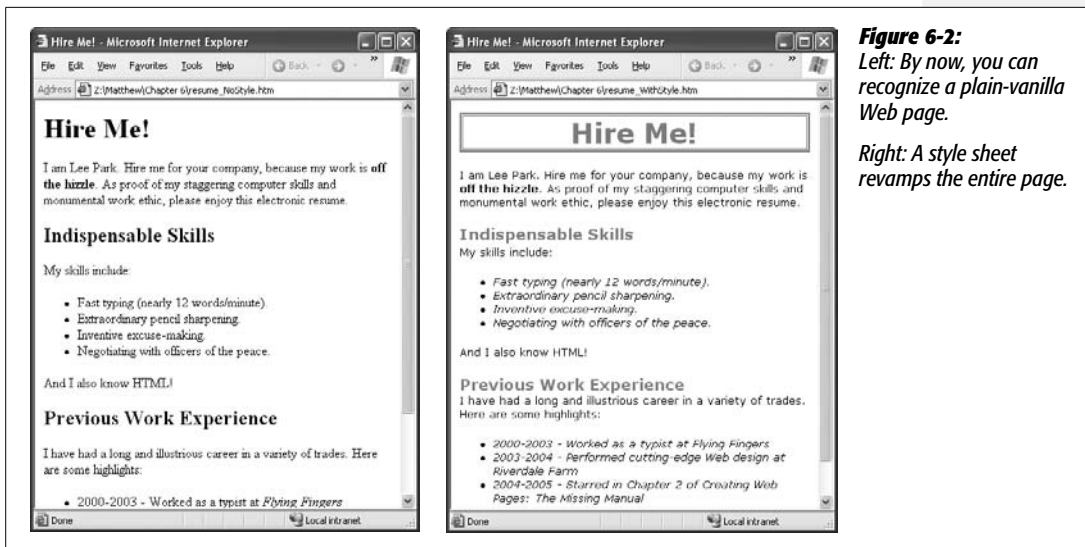 Hire Me! - Microsoft Internet Explorer
File Edit View Favorites Tools Help Back »
Address Z:\Matthew\Chapter 6\resume_NoStyle.htm
Hire Me!
I am Lee Park. Hire me for your company, because my work is off
the hizzle. As proof of my staggering computer skills and
monumental work ethic, please enjoy this electronic resume.
Indispensable Skills
My skills include:
• Fast typing (nearly 12 words/minute).
• Extraordinary pencil sharpening.
• Inventive excuse-making.
• Negotiating with officers of the peace.
And I also know HTML!
Previous Work Experience
I have had a long and illustrious career in a variety of trades. Here
are some highlights:
• 2000-2003 - Worked as a typist at Flying Fingers
Done Local intranet
Hire Me! - Microsoft Internet Explorer
File Edit View Favorites Tools Help Back »
Address Z:\Matthew\Chapter 6\resume_WithStyle.htm
Hire Me!
I am Lee Park. Hire me for your company, because my work is
off the hizzle. As proof of my staggering computer skills and
monumental work ethic, please enjoy this electronic resume.
Indispensable Skills
My skills include:
• Fast typing (nearly 12 words/minute).
• Extraordinary pencil sharpening.
• Inventive excuse-making.
• Negotiating with officers of the peace.
And I also know HTML!
Previous Work Experience
I have had a long and illustrious career in a variety of trades.
Here are some highlights:
• 2000-2003 - Worked as a typist at Flying Fingers
• 2003-2004 - Performed cutting-edge Web design at
Riverdale Farm
• 2004-2005 - Starred in Chapter 2 of Creating Web
Pages: The Missing Manual
Done Local intranet
Figure 6-2:
Left: By now, you can
recognize a plain-vanilla
Web page.
Right: A style sheet
revamps the entire page.